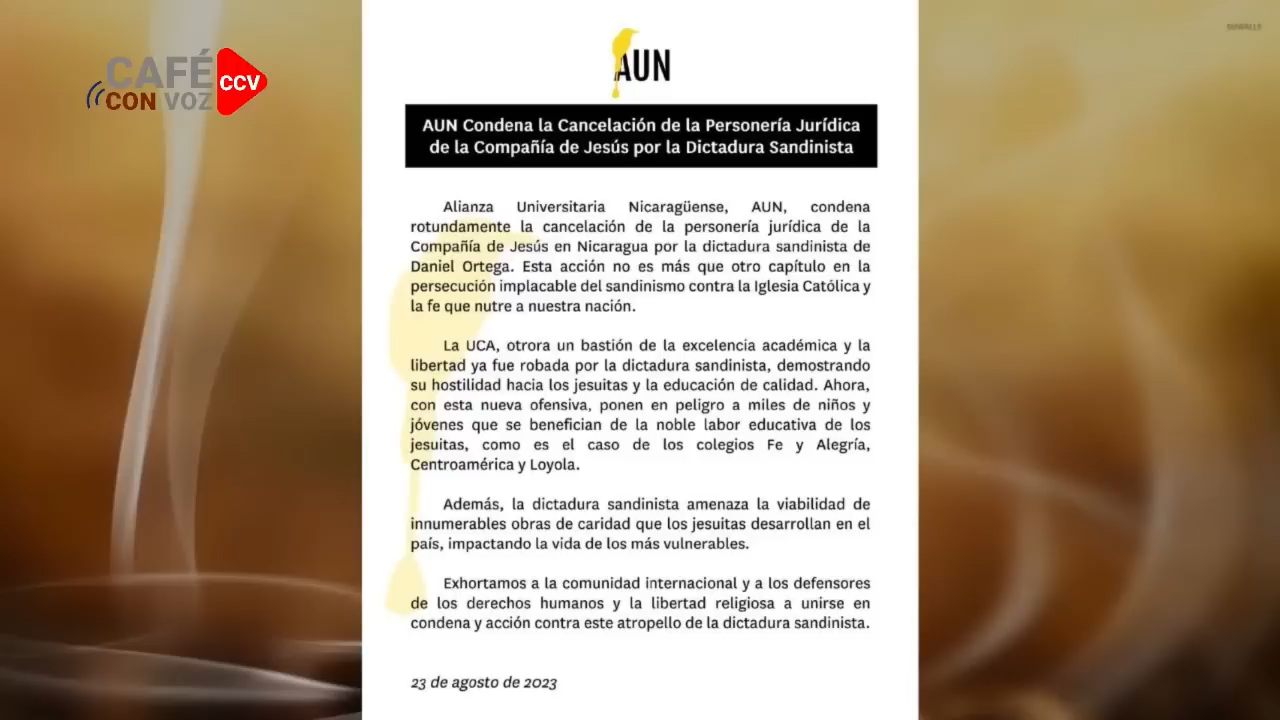 CAFÉ
CON VOZ
CCV
AUN
AUN Condena la Cancelación de la Personería Jurídica
de la Compañía de Jesús por la Dictadura Sandinista
Alianza Universitaria Nicaragüense, AUN, condena
rotundamente la cancelación de la personería jurídica de la
Compañía de Jesús en Nicaragua por la dictadura sandinista de
Daniel Ortega. Esta acción no es más que otro capítulo en la
persecución implacable del sandinismo contra la Iglesia Católica y
la fe que nutre a nuestra nación.
La UCA, otrora un bastión de la excelencia académica y la
libertad ya fue robada por la dictadura sandinista, demostrando
su hostilidad hacia los jesuitas y la educación de calidad. Ahora,
con esta nueva ofensiva, ponen en peligro a miles de niños y
jóvenes que se benefician de la noble labor educativa de los
jesuitas, como es el caso de los colegios Fe y Alegría,
Centroamérica y Loyola.
Además, la dictadura sandinista amenaza la viabilidad de
innumerables obras de caridad que los jesuitas desarrollan en el
país, impactando la vida de los más vulnerables.
Exhortamos a la comunidad internacional y a los defensores
de los derechos humanos y la libertad religiosa a unirse en
condena y acción contra este atropello de la dictadura sandinista.
23 de agosto de 2023